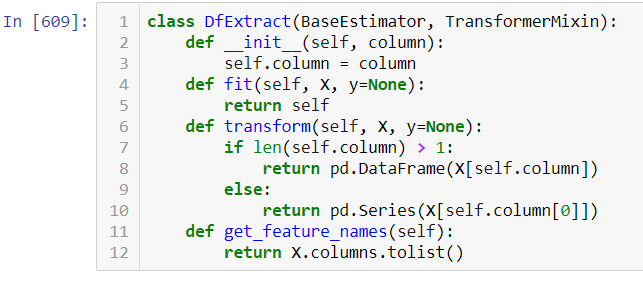 In [609]:
1 class DfExtract(BaseEstimator, TransformerMixin):
2     def __init__(self, column):
3         self.column = column
4     def fit(self, X, y=None):
5         return self
6     def transform(self, X, y=None):
7         if len(self.column) > 1:
8             return pd.DataFrame(X[self.column])
9         else:
10             return pd.Series(X[self.column[0]])
11     def get_feature_names(self):
12         return X.columns.tolist()